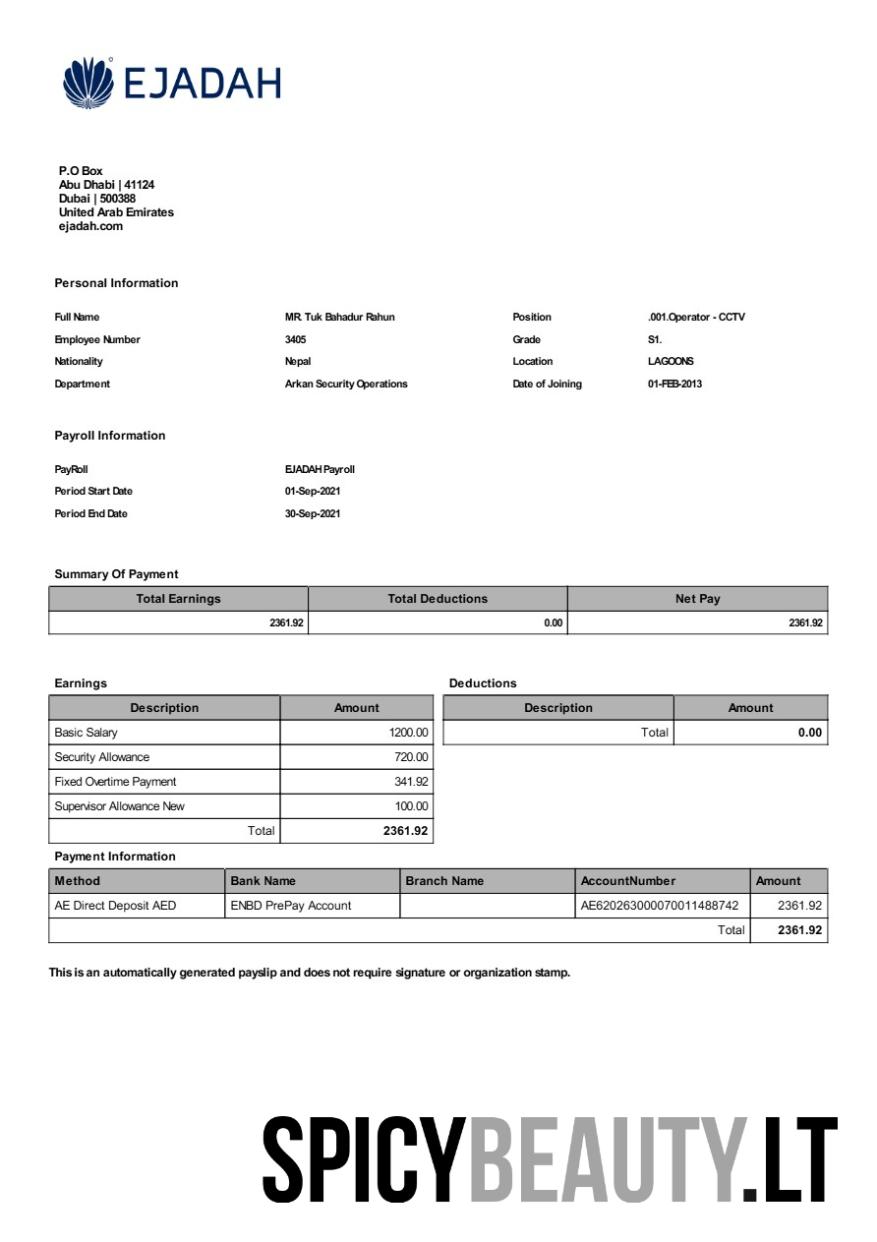 EJADAH
P.O Box
Abu Dhabi | 41124
Dubai | 500388
United Arab Emirates
ejadah.com
Personal Information
Full Name MR. Tuk Bahadur Rahun Position .001.Operator - CCTV
Employee Number 3405 Grade S1.
Nationality Nepal Location LAGOONS
Department Arkan Security Operations Date of Joining 01-FEB-2013
Payroll Information
PayRoll EJADAH Payroll
Period Start Date 01-Sep-2021
Period End Date 30-Sep-2021
Summary Of Payment
Total Earnings Total Deductions Net Pay
2361.92 0.00 2361.92
Earnings Deductions
Description Amount Description Amount
Basic Salary 1200.00 Total 0.00
Security Allowance 720.00
Fixed Overtime Payment 341.92
Supervisor Allowance New 100.00
Total 2361.92
Payment Information
Method Bank Name Branch Name AccountNumber Amount
AE Direct Deposit AED ENBD PrePay Account AE620263000070011488742 2361.92
Total 2361.92
This is an automatically generated payslip and does not require signature or organization stamp.
SPICYBEAUTY.LT